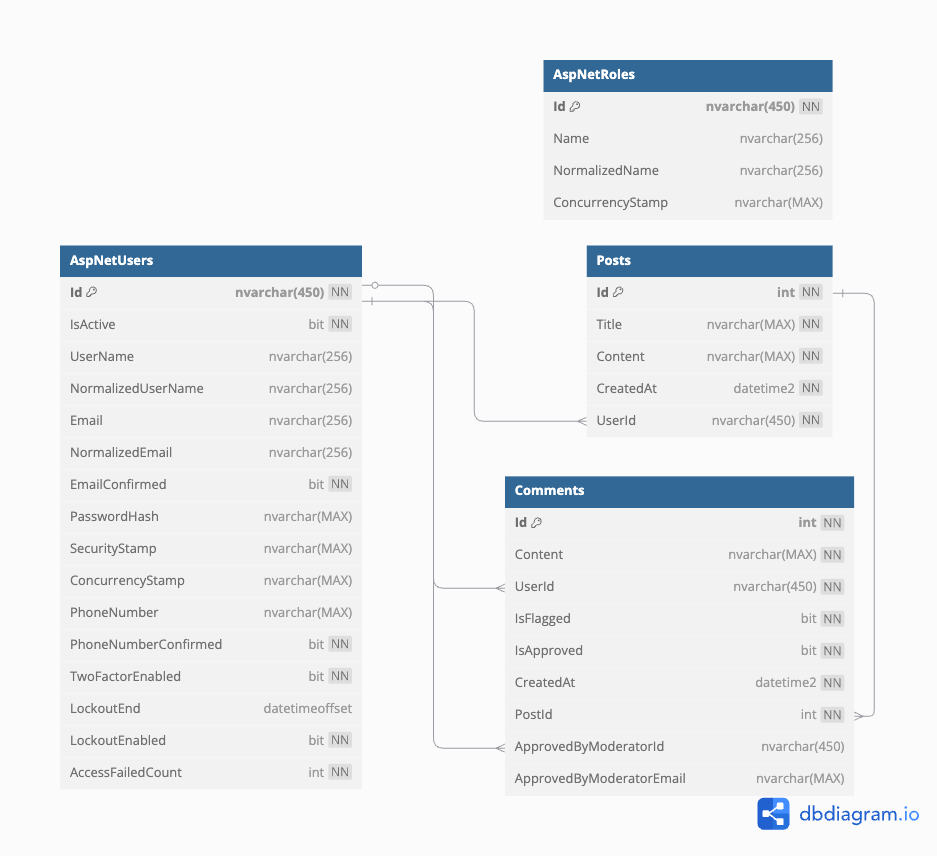 AspNetRoles
Id nvarchar(450) NN
Name nvarchar(256)
NormalizedName nvarchar(256)
ConcurrencyStamp nvarchar(MAX)
AspNetUsers
Id nvarchar(450) NN
IsActive bit NN
UserName nvarchar(256)
NormalizedUserName nvarchar(256)
Email nvarchar(256)
NormalizedEmail nvarchar(256)
EmailConfirmed bit NN
PasswordHash nvarchar(MAX)
SecurityStamp nvarchar(MAX)
ConcurrencyStamp nvarchar(MAX)
PhoneNumber nvarchar(MAX)
PhoneNumberConfirmed bit NN
TwoFactorEnabled bit NN
LockoutEnd datetimeoffset
LockoutEnabled bit NN
AccessFailedCount int NN
Posts
Id int NN
Title nvarchar(MAX) NN
Content nvarchar(MAX) NN
CreatedAt datetime2 NN
UserId nvarchar(450) NN
Comments
Id int NN
Content nvarchar(MAX) NN
UserId nvarchar(450) NN
IsFlagged bit NN
IsApproved bit NN
CreatedAt datetime2 NN
PostId int NN
ApprovedByModeratorId nvarchar(450)
ApprovedByModeratorEmail nvarchar(MAX)
dbdiagram.io